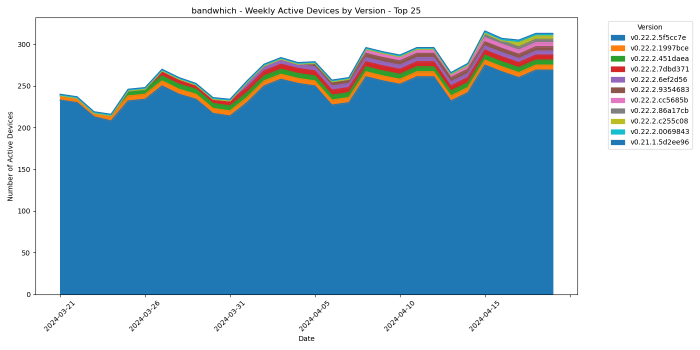 bandwhich - Weekly Active Devices by Version - Top 25
Number of Active Devices
300
250
200
150
100
50
0
2024-03-21
2024-03-26
2024-03-31
2024-04-05
2024-04-10
2024-04-15
Date
Version
v0.22.2.5f5cc7e
v0.22.2.1997bce
v0.22.2.451daea
v0.22.2.7dbd371
v0.22.2.6ef2d56
v0.22.2.9354683
v0.22.2.cc5685b
v0.22.2.86a17cb
v0.22.2.c255c08
v0.22.2.0069843
v0.21.1.5d2ee96